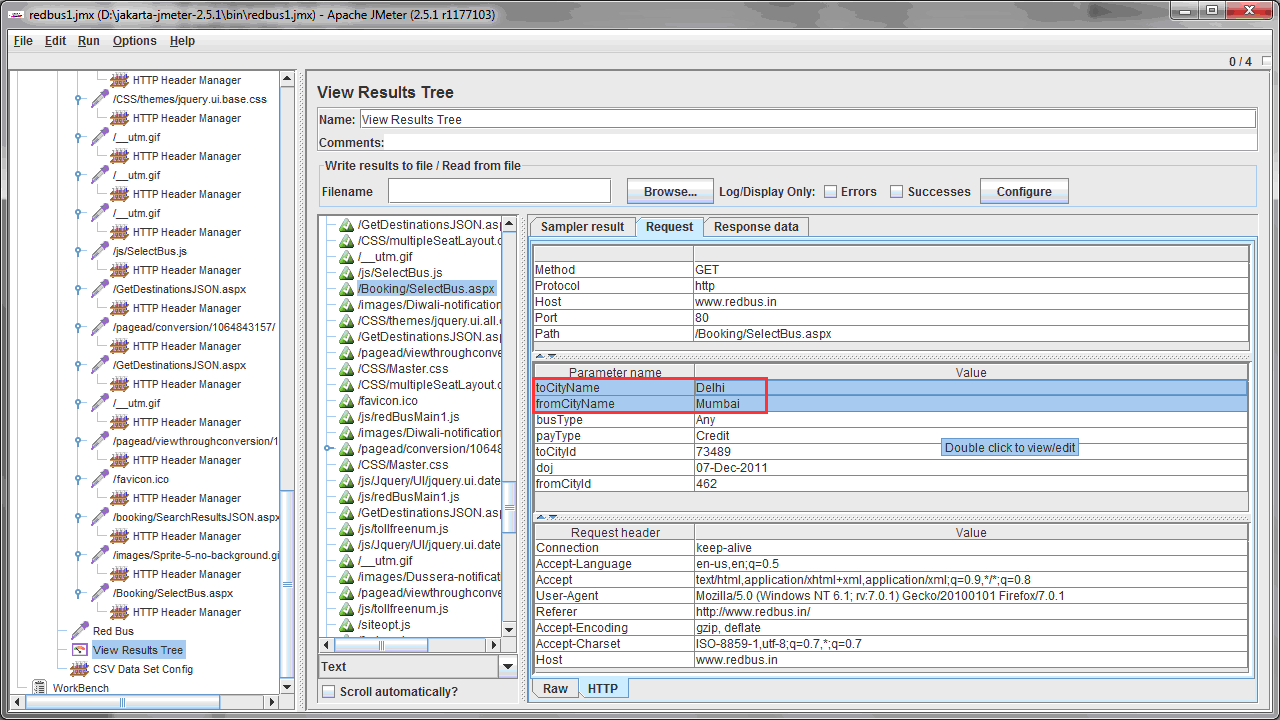 redbus1.jmx (D:\jakarta-jmeter-2.5.1\bin\redbus1.jmx) - Apache JMeter (2.5.1 r1177103)
File Edit Run Options Help
0 / 4
HTTP Header Manager
/CSS/themes/jquery.ui.base.css
HTTP Header Manager
/__utm.gif
HTTP Header Manager
/__utm.gif
HTTP Header Manager
/__utm.gif
HTTP Header Manager
/js/SelectBus.js
HTTP Header Manager
/GetDestinationsJSON.aspx
HTTP Header Manager
/pagead/conversion/1064843157/
HTTP Header Manager
/GetDestinationsJSON.aspx
HTTP Header Manager
/__utm.gif
HTTP Header Manager
/pagead/viewthroughconversion/1
HTTP Header Manager
/favicon.ico
HTTP Header Manager
/booking/SearchResultsJSON.aspx
HTTP Header Manager
/images/Sprite-5-no-background.gi
HTTP Header Manager
/Booking/SelectBus.aspx
HTTP Header Manager
Red Bus
View Results Tree
CSV Data Set Config
WorkBench
View Results Tree
Name: View Results Tree
Comments:
Write results to file / Read from file
Filename Browse... Log/Display Only: Errors Successes Configure
/GetDestinationsJSON.asp
/CSS/multipleSeatLayout.c
/__utm.gif
/js/SelectBus.js
/Booking/SelectBus.aspx
/images/Diwali-notification
/CSS/themes/jquery.ui.all.c
/GetDestinationsJSON.asp
/pagead/viewthroughconve
/CSS/Master.css
/CSS/multipleSeatLayout.c
/favicon.ico
/js/redBusMain1.js
/images/Diwali-notification
/pagead/conversion/10648
/CSS/Master.css
/js/Jquery/UI/jquery.ui.date
/js/redBusMain1.js
/GetDestinationsJSON.asp
/js/tollfreenum.js
/js/Jquery/UI/jquery.ui.date
/__utm.gif
/images/Dussera-notificati
/pagead/viewthroughconve
/js/tollfreenum.js
/siteopt.js
Text
Scroll automatically?
Sampler result Request Response data
Method GET
Protocol http
Host www.redbus.in
Port 80
Path /Booking/SelectBus.aspx
Parameter name Value
toCityName Delhi
fromCityName Mumbai
busType Any
payType Credit
toCityId 73489
doj 07-Dec-2011
fromCityId 462
Double click to view/edit
Request header Value
Connection keep-alive
Accept-Language en-us,en;q=0.5
Accept text/html,application/xhtml+xml,application/xml;q=0.9,*/*;q=0.8
User-Agent Mozilla/5.0 (Windows NT 6.1; rv:7.0.1) Gecko/20100101 Firefox/7.0.1
Referer http://www.redbus.in/
Accept-Encoding gzip, deflate
Accept-Charset ISO-8859-1,utf-8;q=0.7,*;q=0.7
Host www.redbus.in
Raw HTTP